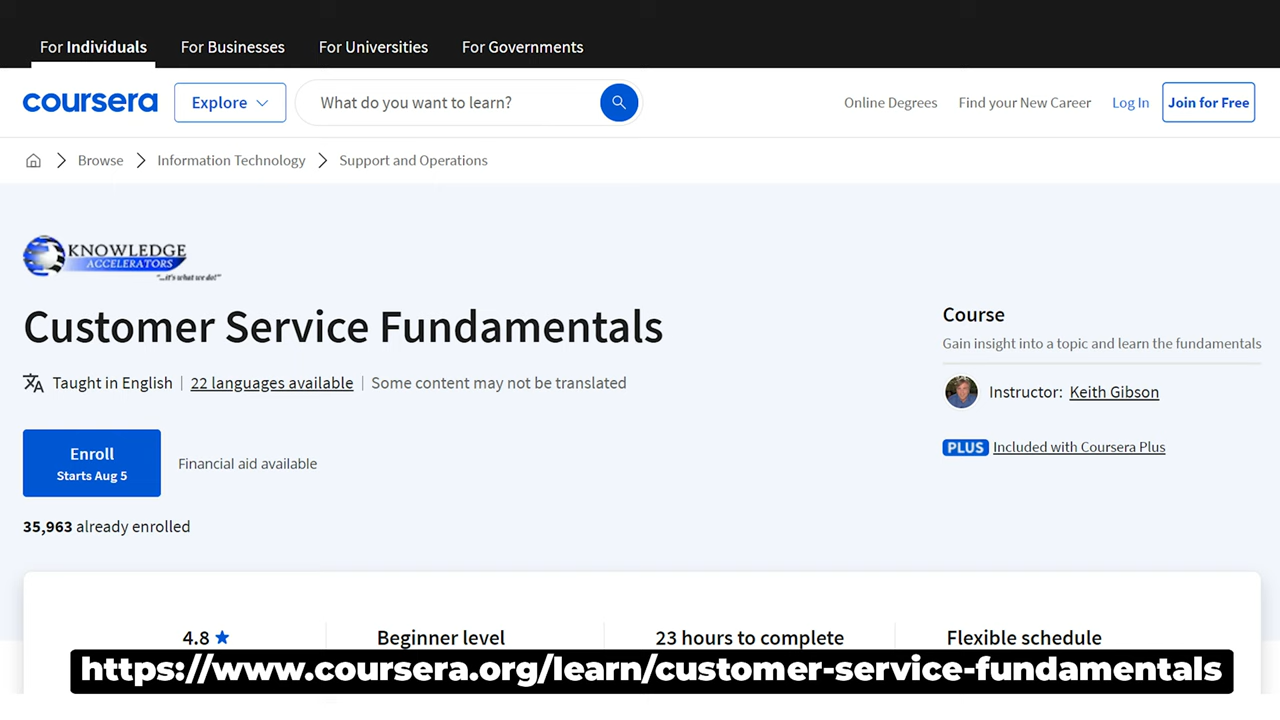 For Individuals For Businesses For Universities For Governments
coursera Explore What do you want to learn? Online Degrees Find your New Career Log In Join for Free
Browse Information Technology Support and Operations
KNOWLEDGE
ACCELERATORS
"...it's what we do!"
Customer Service Fundamentals
Taught in English | 22 languages available | Some content may not be translated
Enroll
Starts Aug 5
Financial aid available
35,963 already enrolled
Course
Gain insight into a topic and learn the fundamentals
Instructor: Keith Gibson
PLUS Included with Coursera Plus
4.8 Beginner level 23 hours to complete Flexible schedule
https://www.coursera.org/learn/customer-service-fundamentals